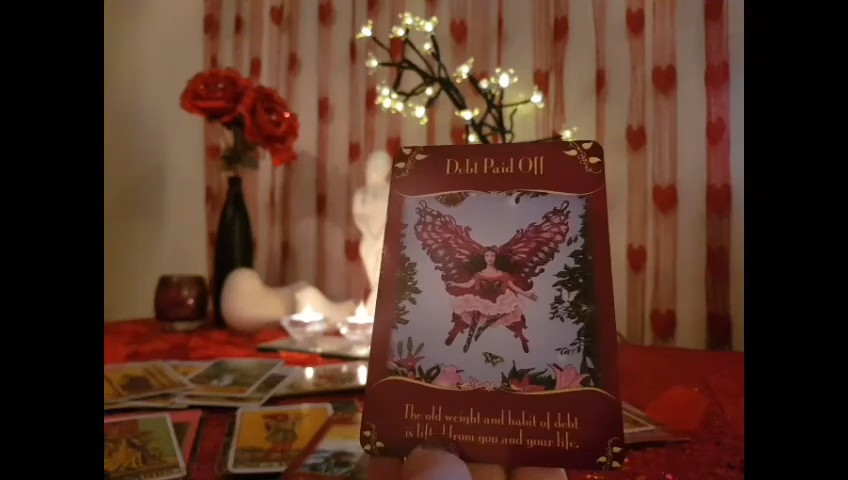 Debt Paid Off
The old weight and habit of debt
is lifted from you and your life.